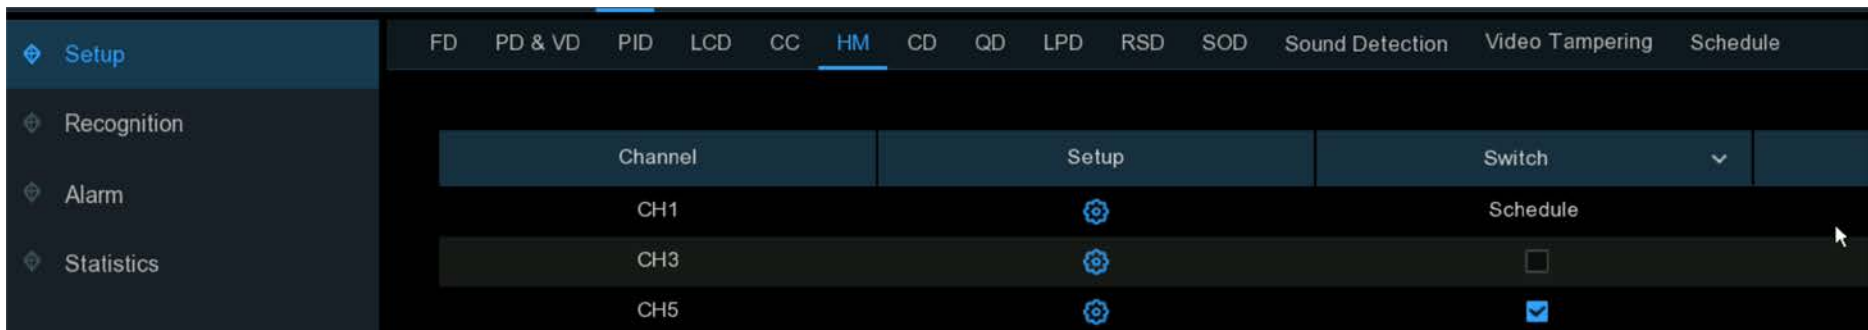 Setup
Recognition
Alarm
Statistics
FD PD & VD PID LCD CC HM CD QD LPD RSD SOD Sound Detection Video Tampering Schedule
Channel Setup Switch
CH1 Schedule
CH3
CH5